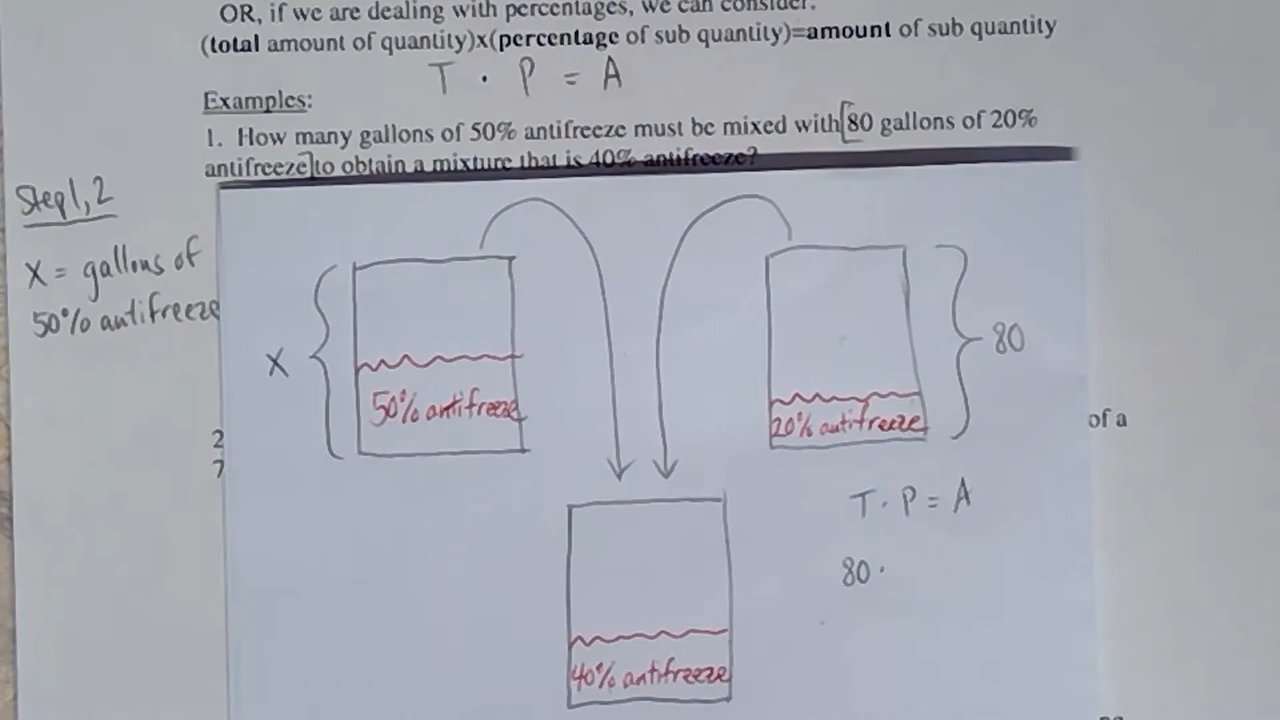 OR, if we are dealing with percentages, we can consider:
(total amount of quantity)x(percentage of sub quantity)=amount of sub quantity
T · P = A
Examples:
1. How many gallons of 50% antifreeze must be mixed with [80 gallons of 20%
antifreeze] to obtain a mixture that is 40% antifreeze?
Step 1, 2
X = gallons of
50% antifreeze
X
50% antifreeze
20% antifreeze
80
2
7
of a
T · P = A
80 ·
40% antifreeze